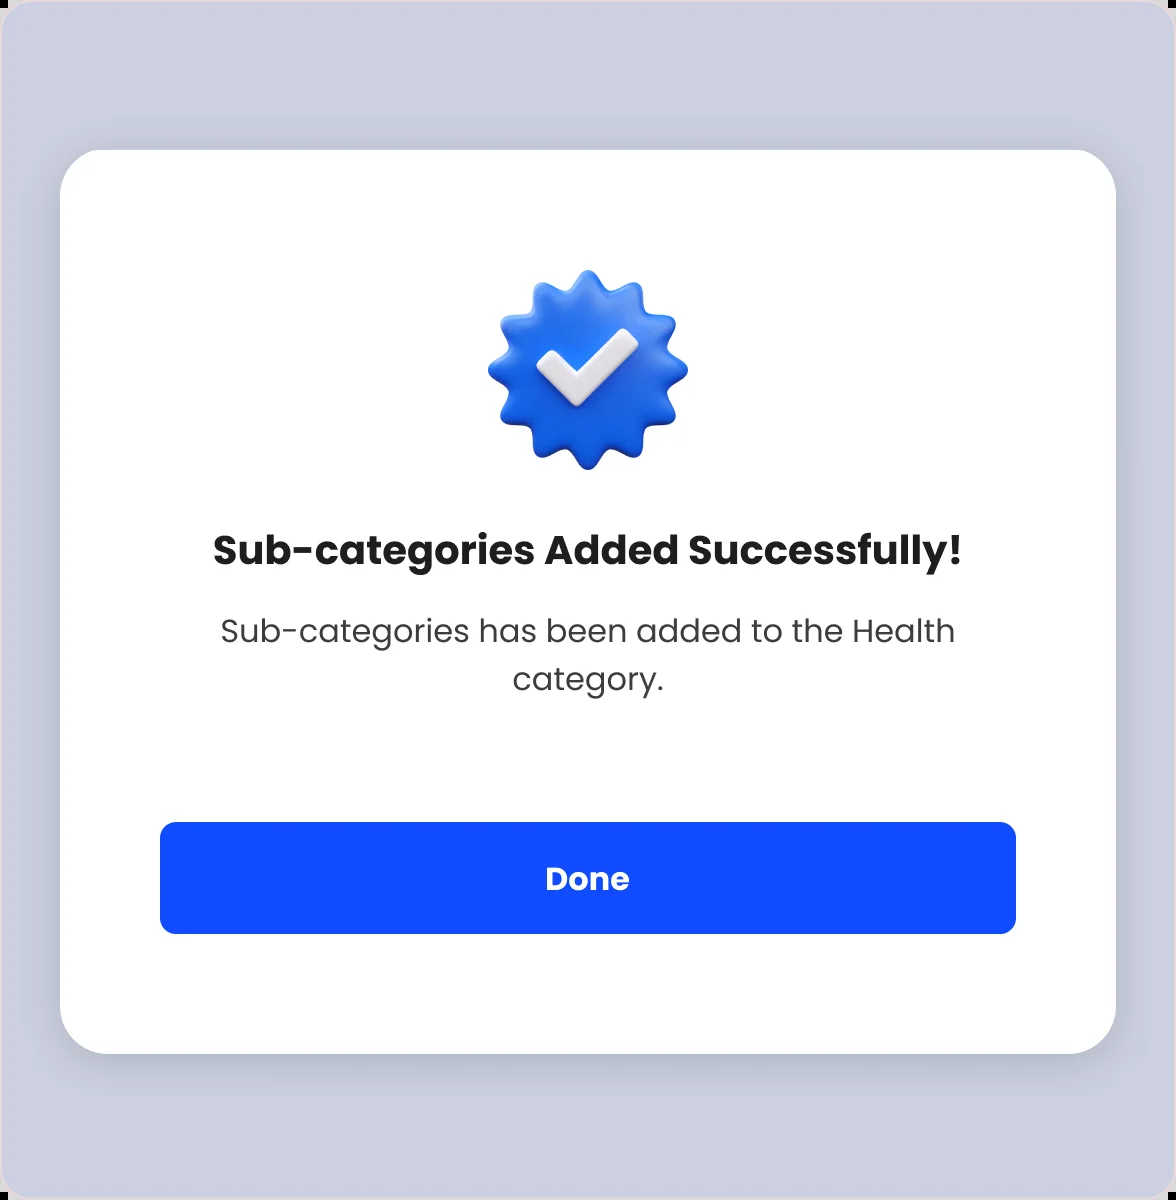 Sub-categories Added Successfully!
Sub-categories has been added to the Health
category.
Done